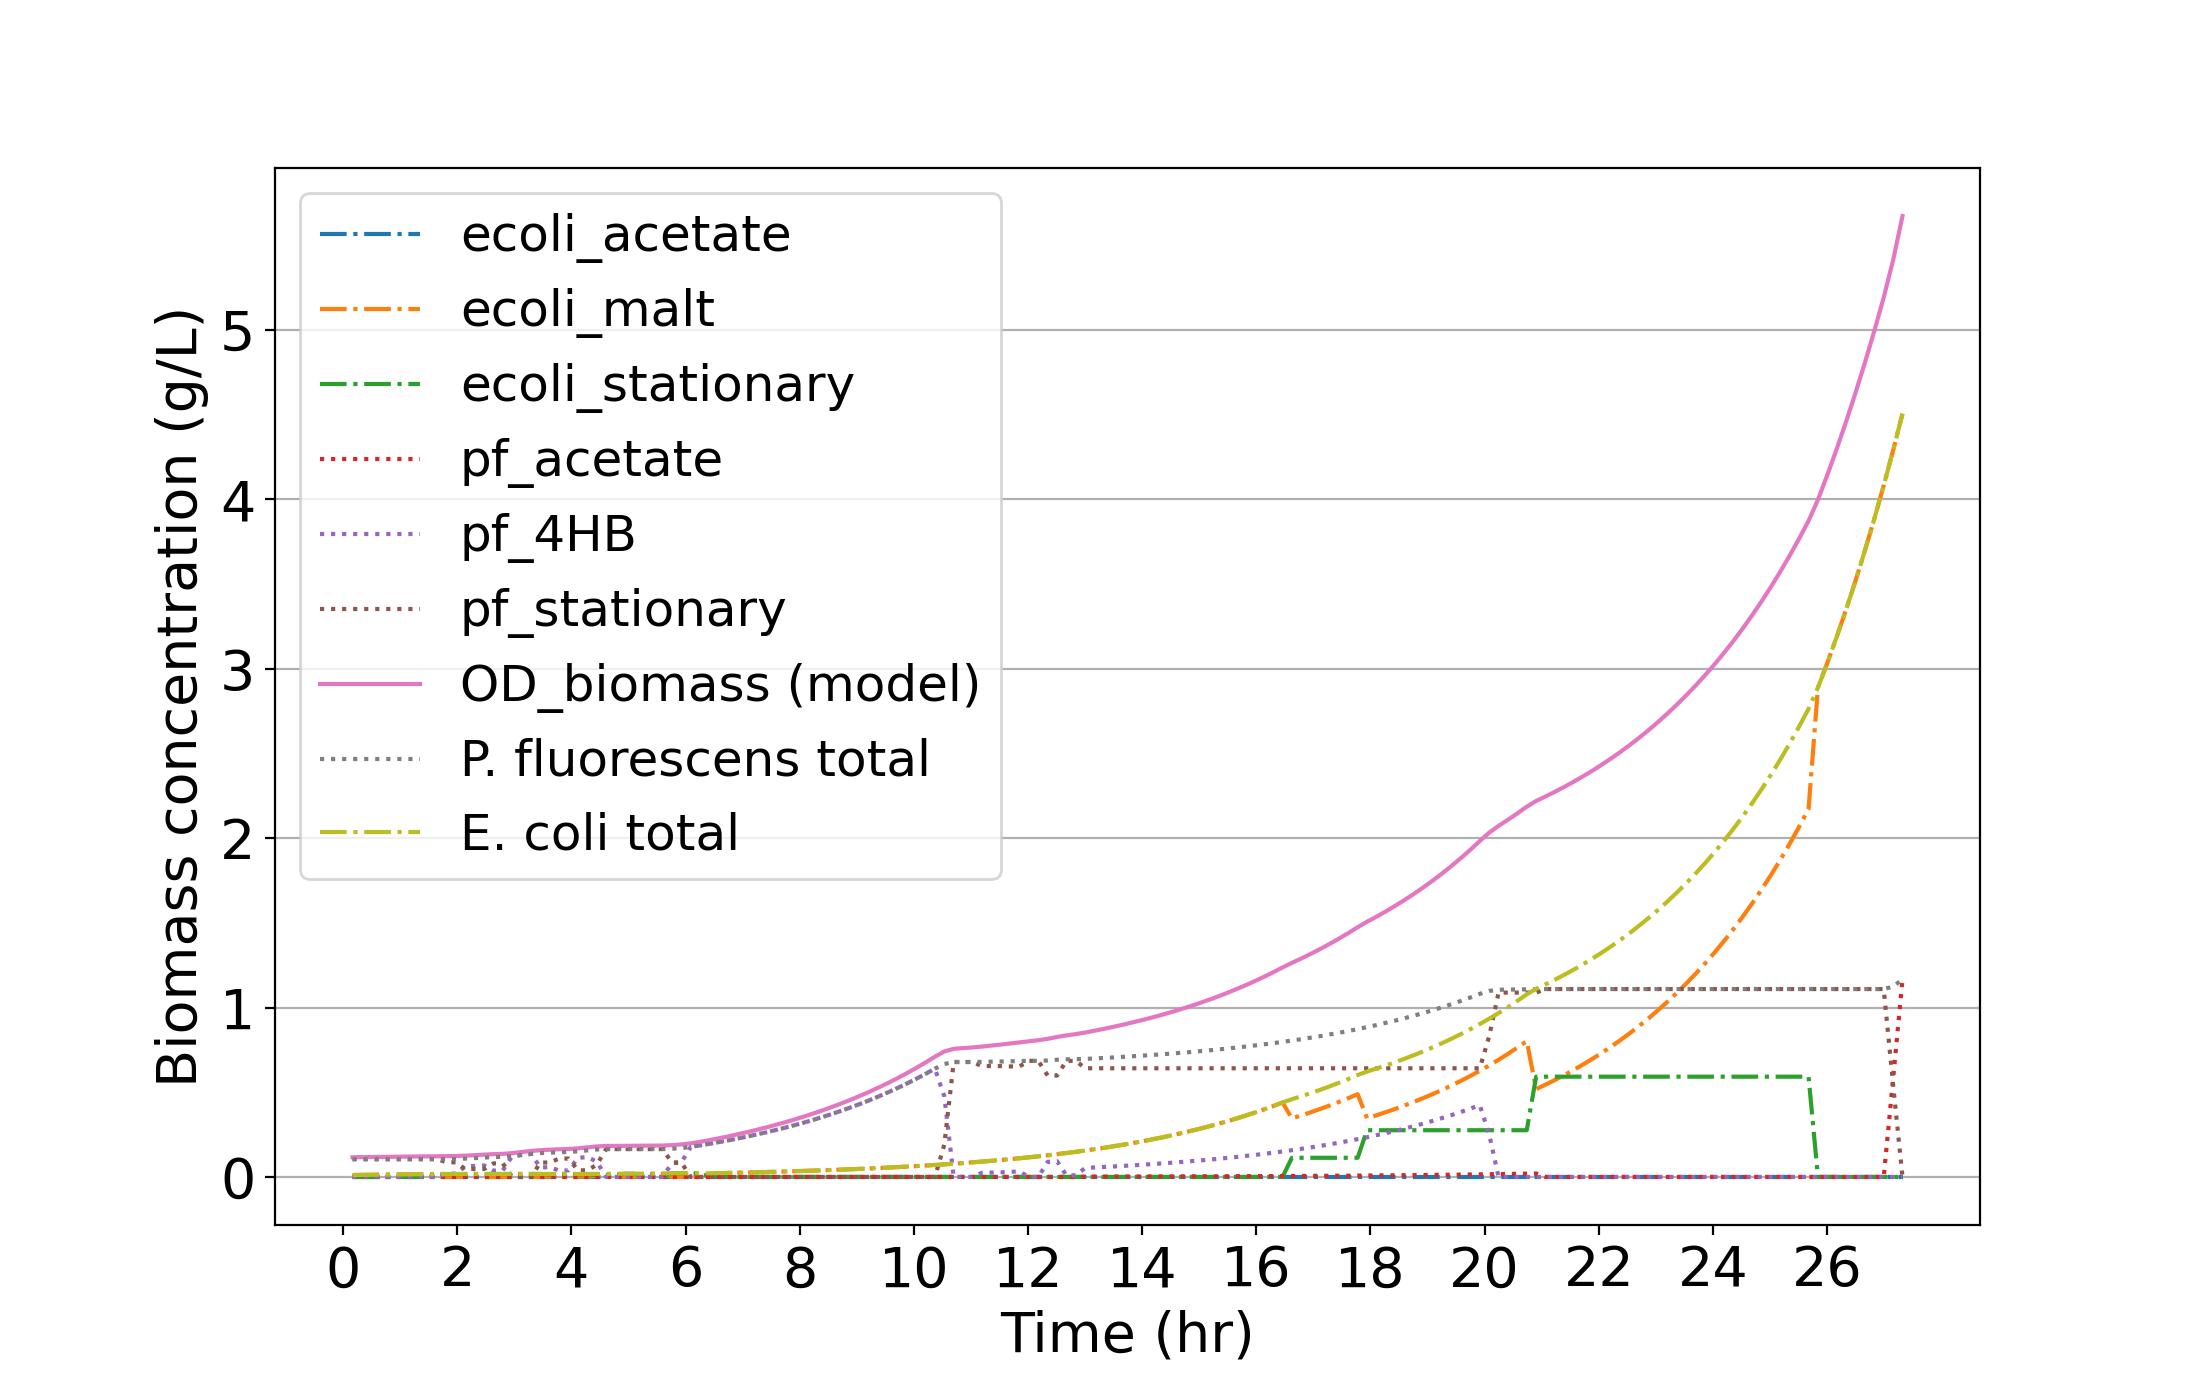 ecoli_acetate
ecoli_malt
ecoli_stationary
pf_acetate
pf_4HB
pf_stationary
OD_biomass (model)
P. fluorescens total
E. coli total
Biomass concentration (g/L)
5
4
3
2
1
0
0 2 4 6 8 10 12 14 16 18 20 22 24 26
Time (hr)